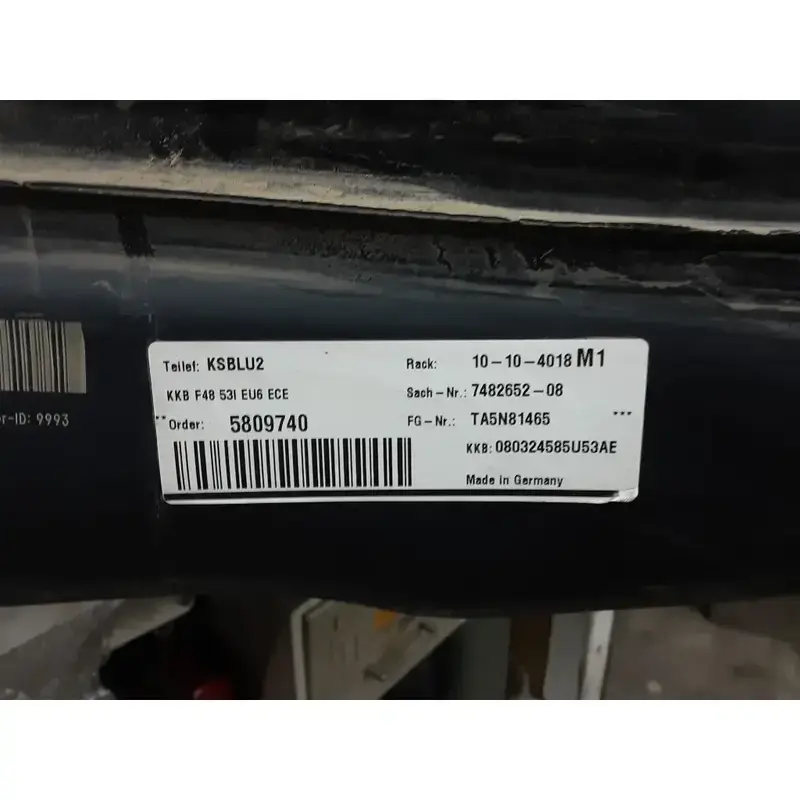 Teilef: KSBLU2
Rack: 10-10-4018 M1
KKB F48 53l EU6 ECE
Sach-Nr.: 7482652-08
** Order: 5809740
FG-Nr.: TA5N81465 ***
KKB: 080324585U53AE
Made in Germany
r-ID: 9993